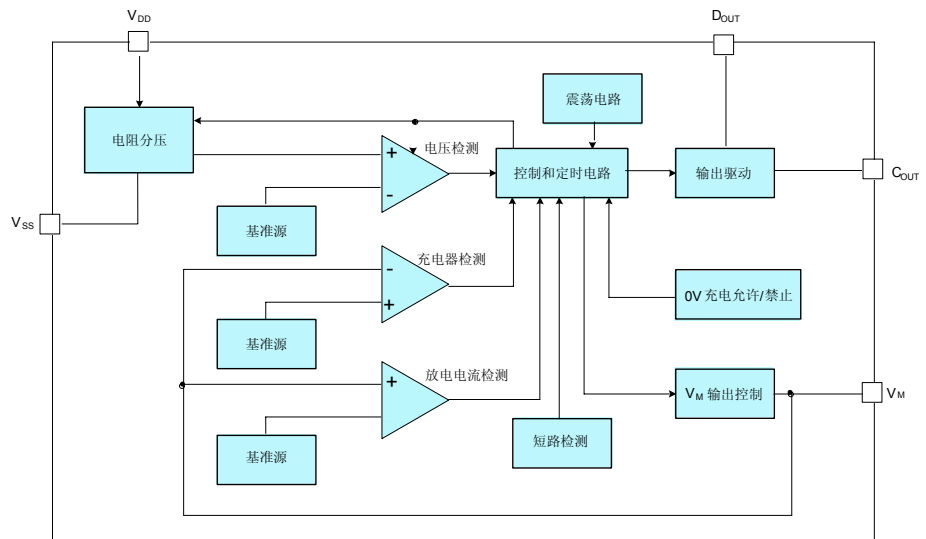 VDD
DOUT
震荡电路
电阻分压
+
电压检测
控制和定时电路
输出驱动
COUT
-
VSS
基准源
充电器检测
-
0V 充电允许/禁止
+
基准源
放电电流检测
+
VM 输出控制
VM
短路检测
基准源